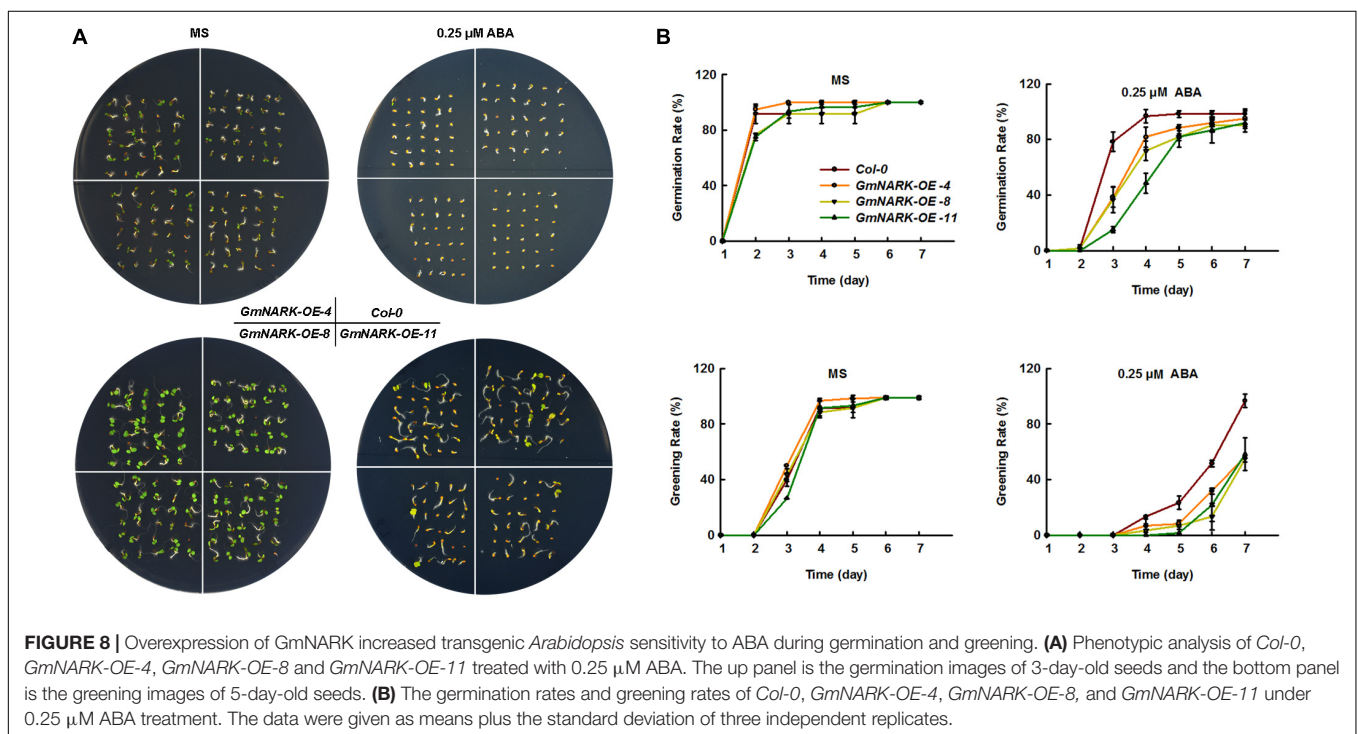 A
MS
0.25 µM ABA
GmNARK-OE-4
Col-0
GmNARK-OE-8
GmNARK-OE-11
B
MS
Germination Rate (%)
120
80
40
0
1 2 3 4 5 6 7
Time (day)
Col-0
GmNARK-OE -4
GmNARK-OE - 8
GmNARK-OE -11
0.25 µM ABA
Germination Rate (%)
120
80
40
0
1 2 3 4 5 6 7
Time (day)
MS
Greening Rate (%)
120
80
40
0
1 2 3 4 5 6 7
Time (day)
0.25 µM ABA
Greening Rate (%)
120
80
40
0
1 2 3 4 5 6 7
Time (day)
FIGURE 8 | Overexpression of GmNARK increased transgenic Arabidopsis sensitivity to ABA during germination and greening. (A) Phenotypic analysis of Col-0,
GmNARK-OE-4, GmNARK-OE-8 and GmNARK-OE-11 treated with 0.25 µM ABA. The up panel is the germination images of 3-day-old seeds and the bottom panel
is the greening images of 5-day-old seeds. (B) The germination rates and greening rates of Col-0, GmNARK-OE-4, GmNARK-OE-8, and GmNARK-OE-11 under
0.25 µM ABA treatment. The data were given as means plus the standard deviation of three independent replicates.